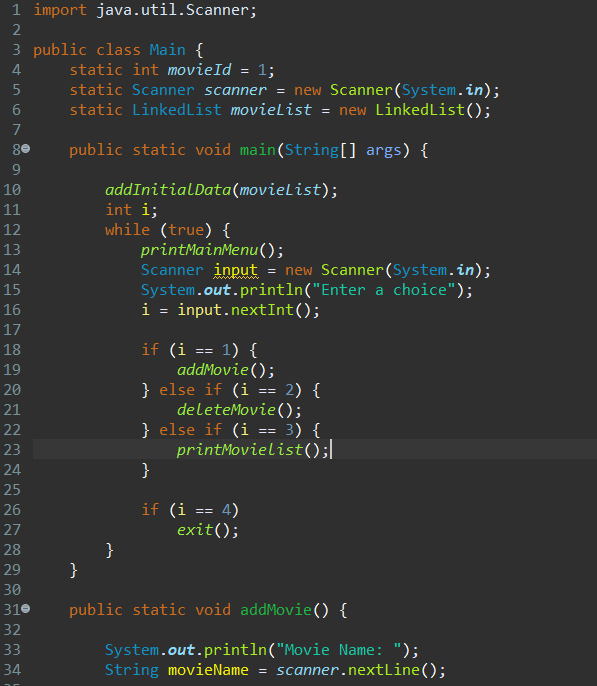 1 import java.util.Scanner;
2
3 public class Main {
4     static int movieId = 1;
5     static Scanner scanner = new Scanner(System.in);
6     static LinkedList movieList = new LinkedList();
7
8     public static void main(String[] args) {
9
10         addInitialData(movieList);
11         int i;
12         while (true) {
13             printMainMenu();
14             Scanner input = new Scanner(System.in);
15             System.out.println("Enter a choice");
16             i = input.nextInt();
17
18             if (i == 1) {
19                 addMovie();
20             } else if (i == 2) {
21                 deleteMovie();
22             } else if (i == 3) {
23                 printMovielist();
24             }
25
26             if (i == 4)
27                 exit();
28         }
29     }
30
31     public static void addMovie() {
32
33         System.out.println("Movie Name: ");
34         String movieName = scanner.nextLine();